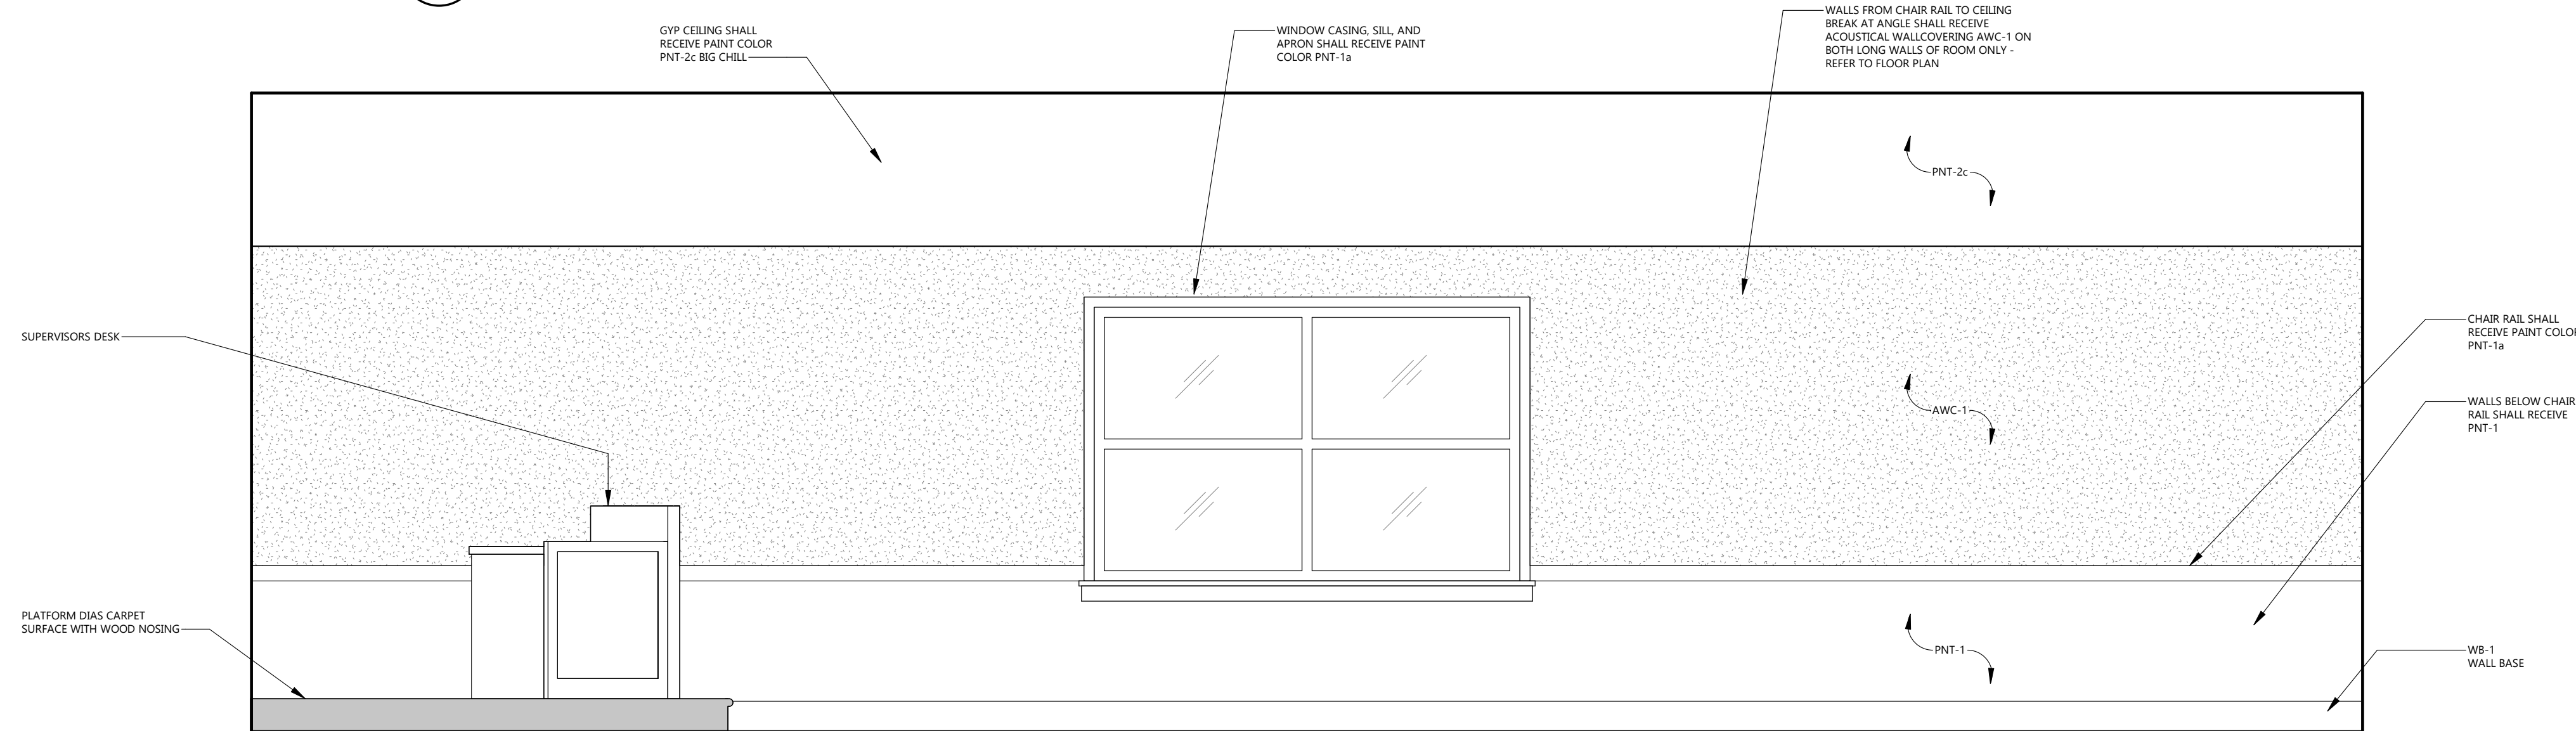 GYP CEILING SHALL
RECEIVE PAINT COLOR
PNT-2c BIG CHILL
WINDOW CASING, SILL, AND
APRON SHALL RECEIVE PAINT
COLOR PNT-1a
WALLS FROM CHAIR RAIL TO CEILING
BREAK AT ANGLE SHALL RECEIVE
ACOUSTICAL WALLCOVERING AWC-1 ON
BOTH LONG WALLS OF ROOM ONLY -
REFER TO FLOOR PLAN
PNT-2c
SUPERVISORS DESK
CHAIR RAIL SHALL
RECEIVE PAINT COLOR
PNT-1a
AWC-1
WALLS BELOW CHAIR
RAIL SHALL RECEIVE
PNT-1
PLATFORM DIAS CARPET
SURFACE WITH WOOD NOSING
PNT-1
WB-1
WALL BASE